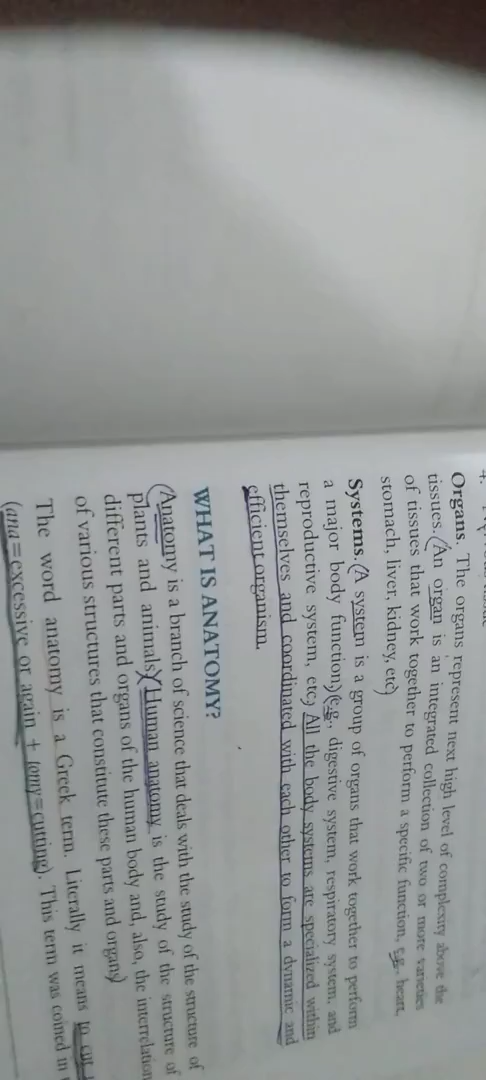 4.
Organs. The organs represent next high level of complexity above the
tissues. (An organ is an integrated collection of two or more varieties
of tissues that work together to perform a specific function, e.g. heart,
stomach, liver, kidney, etc)
Systems. (A system is a group of organs that work together to perform
a major body function) (e.g., digestive system, respiratory system, and
reproductive system, etc) All the body systems are specialized within
themselves and coordinated with each other to form a dynamic and
efficient organism.
WHAT IS ANATOMY?
(Anatomy is a branch of science that deals with the study of the structure of
plants and animals) (Human anatomy is the study of the structure of
different parts and organs of the human body and, also, the interrelation
of various structures that constitute these parts and organs)
The word anatomy is a Greek term. Literally it means to cut
(ana=excessive or again + tomy=cutting). This term was coined in